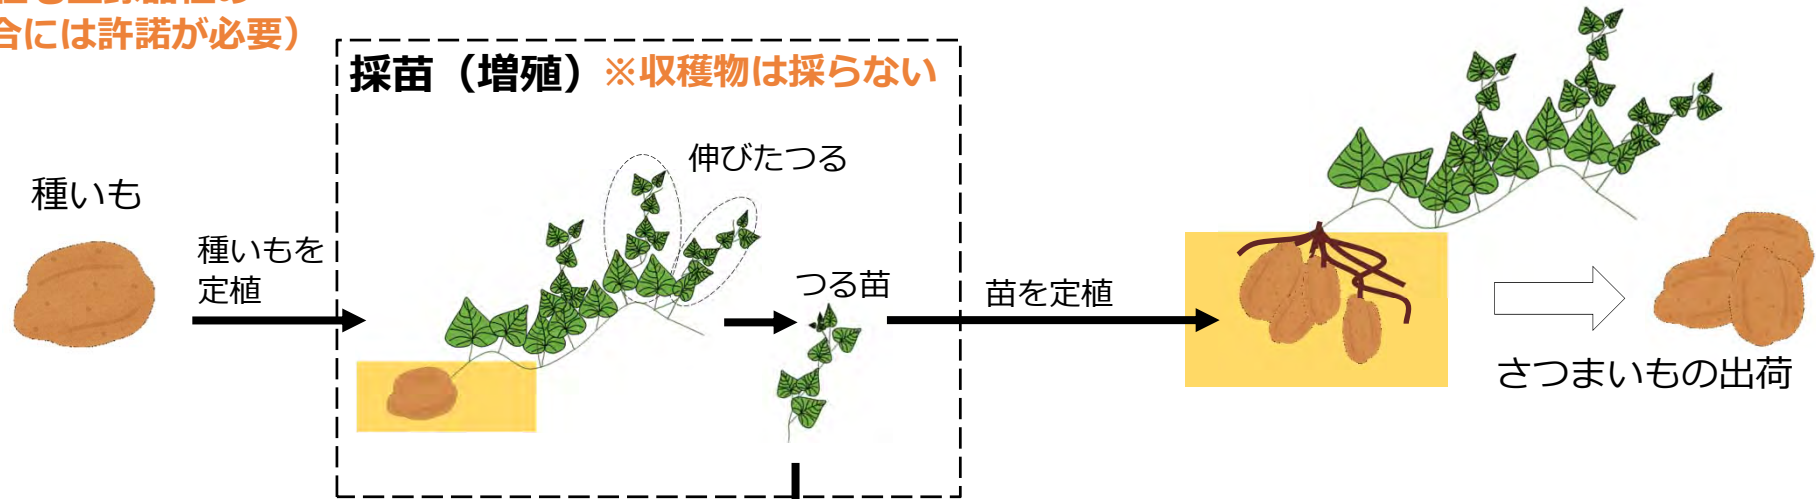 合には許諾が必要）
採苗（増殖）※収穫物は採らない
伸びたつる
種いも
種いもを
定植
つる苗
苗を定植
さつまいもの出荷